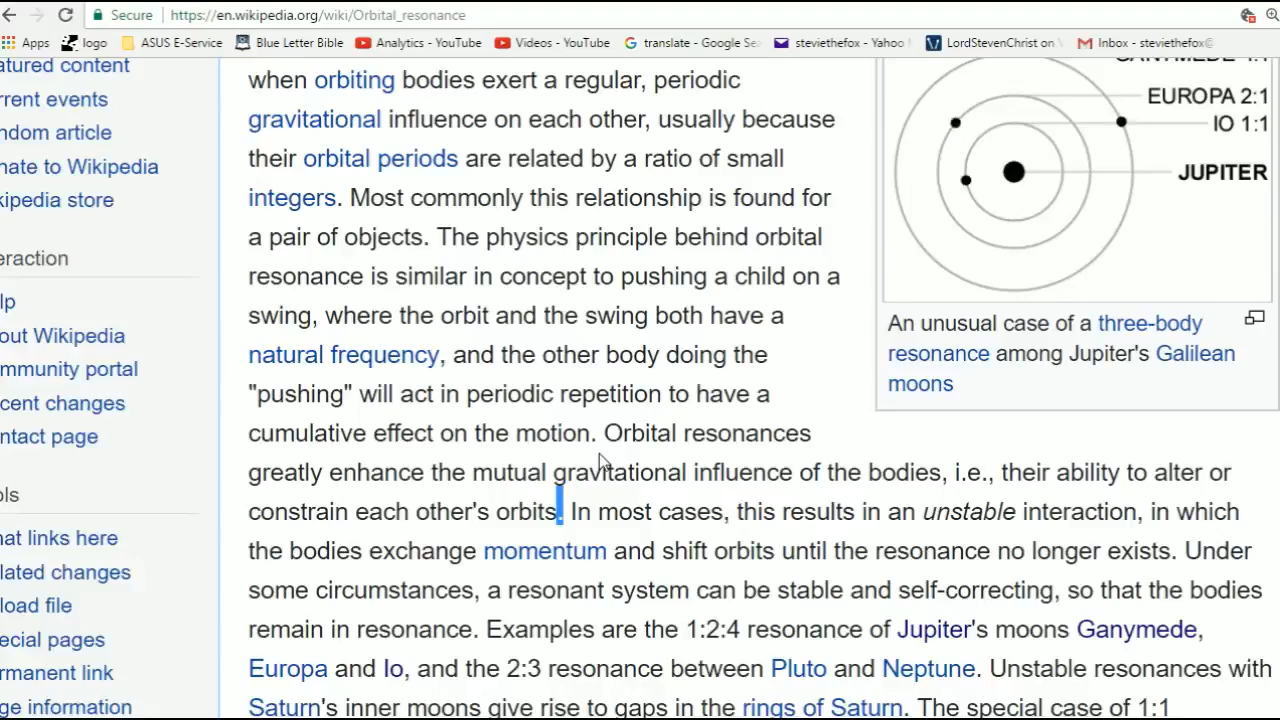 Secure
https://en.wikipedia.org/wiki/Orbital_resonance
Apps
logo
ASUS E-Service
Blue Letter Bible
Analytics - YouTube
Videos - YouTube
translate - Google Se
steviethefox - Yahoo
LordStevenChrist on
Inbox - steviethefox@
atured content
rrent events
ndom article
nate to Wikipedia
kipedia store
eraction
lp
out Wikipedia
mmunity portal
cent changes
ntact page
ols
hat links here
lated changes
load file
ecial pages
rmanent link
ge information
when orbiting bodies exert a regular, periodic
gravitational influence on each other, usually because
their orbital periods are related by a ratio of small
integers. Most commonly this relationship is found for
a pair of objects. The physics principle behind orbital
resonance is similar in concept to pushing a child on a
swing, where the orbit and the swing both have a
natural frequency, and the other body doing the
"pushing" will act in periodic repetition to have a
cumulative effect on the motion. Orbital resonances
greatly enhance the mutual gravitational influence of the bodies, i.e., their ability to alter or
constrain each other's orbits. In most cases, this results in an unstable interaction, in which
the bodies exchange momentum and shift orbits until the resonance no longer exists. Under
some circumstances, a resonant system can be stable and self-correcting, so that the bodies
remain in resonance. Examples are the 1:2:4 resonance of Jupiter's moons Ganymede,
Europa and Io, and the 2:3 resonance between Pluto and Neptune. Unstable resonances with
Saturn's inner moons give rise to gaps in the rings of Saturn. The special case of 1:1
GANYMEDE 4:1
EUROPA 2:1
IO 1:1
JUPITER
An unusual case of a three-body
resonance among Jupiter's Galilean
moons